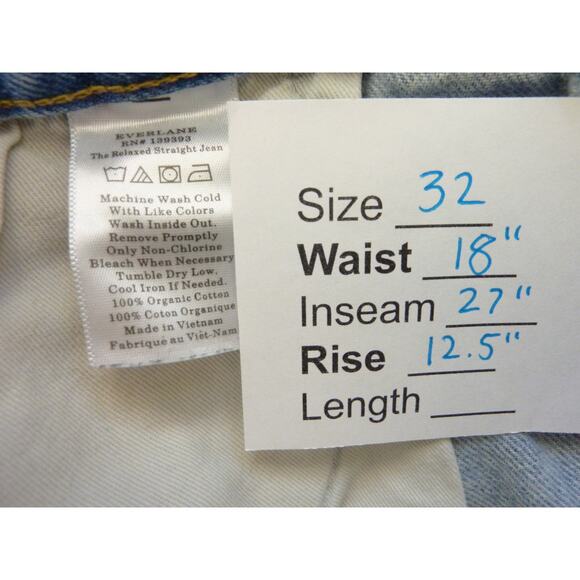 EVERLANE
RN# 139393
The Relaxed Straight Jean
Machine Wash Cold
With Like Colors
Wash Inside Out.
Remove Promptly
Only Non-Chlorine
Bleach When Necessary
Tumble Dry Low.
Cool Iron If Needed.
100% Organic Cotton
100% Coton Organique
Made in Vietnam
Fabriqué au Viêt-Nam
Size 32
Waist 18"
Inseam 27"
Rise 12.5"
Length